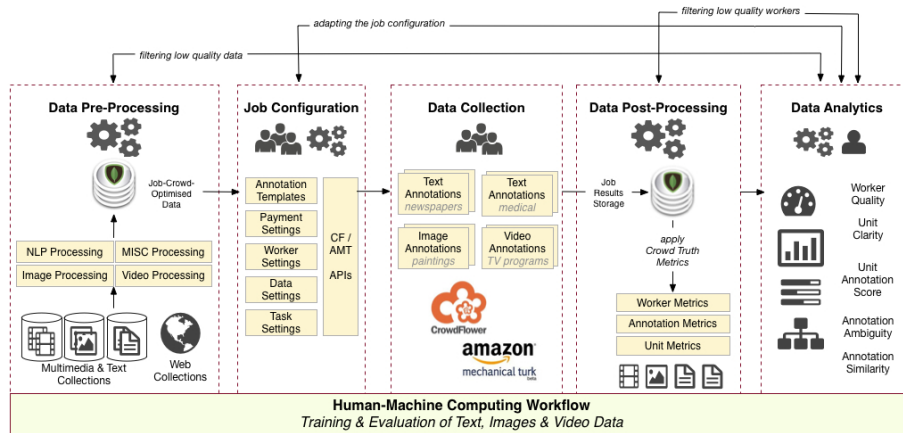 filtering low quality workers
adapting the job configuration
filtering low quality data
Data Pre-Processing
Job-Crowd-
Optimised
Data
NLP Processing
MISC Processing
Image Processing
Video Processing
Multimedia & Text
Collections
Web
Collections
Job Configuration
Annotation
Templates
Payment
Settings
Worker
Settings
Data
Settings
Task
Settings
CF /
AMT
APIs
Data Collection
Text
Annotations
newspapers
Text
Annotations
medical
Image
Annotations
paintings
Video
Annotations
TV programs
CrowdFlower
amazon
mechanical turk
beta
Data Post-Processing
Job
Results
Storage
apply
Crowd Truth
Metrics
Worker Metrics
Annotation Metrics
Unit Metrics
Data Analytics
Worker
Quality
Unit
Clarity
Unit
Annotation
Score
Annotation
Ambiguity
Annotation
Similarity
Human-Machine Computing Workflow
Training & Evaluation of Text, Images & Video Data